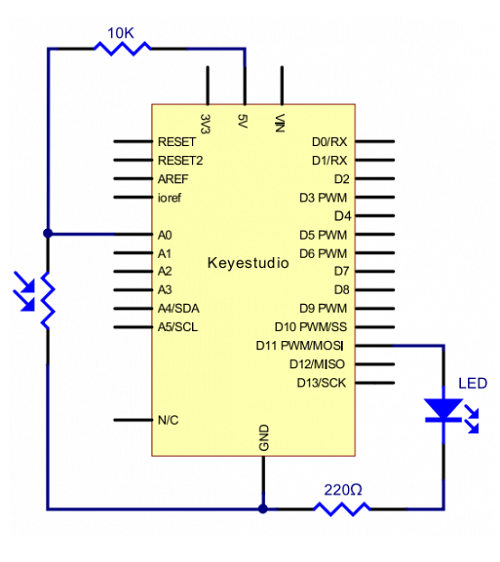 10K
3V3
5V
VIN
RESET
RESET2
AREF
ioref
A0
A1
A2
A3
A4/SDA
A5/SCL
N/C
Keyestudio
D0/RX
D1/RX
D2
D3 PWM
D4
D5 PWM
D6 PWM
D7
D8
D9 PWM
D10 PWM/SS
D11 PWM/MOSI
D12/MISO
D13/SCK
GND
LED
220Ω